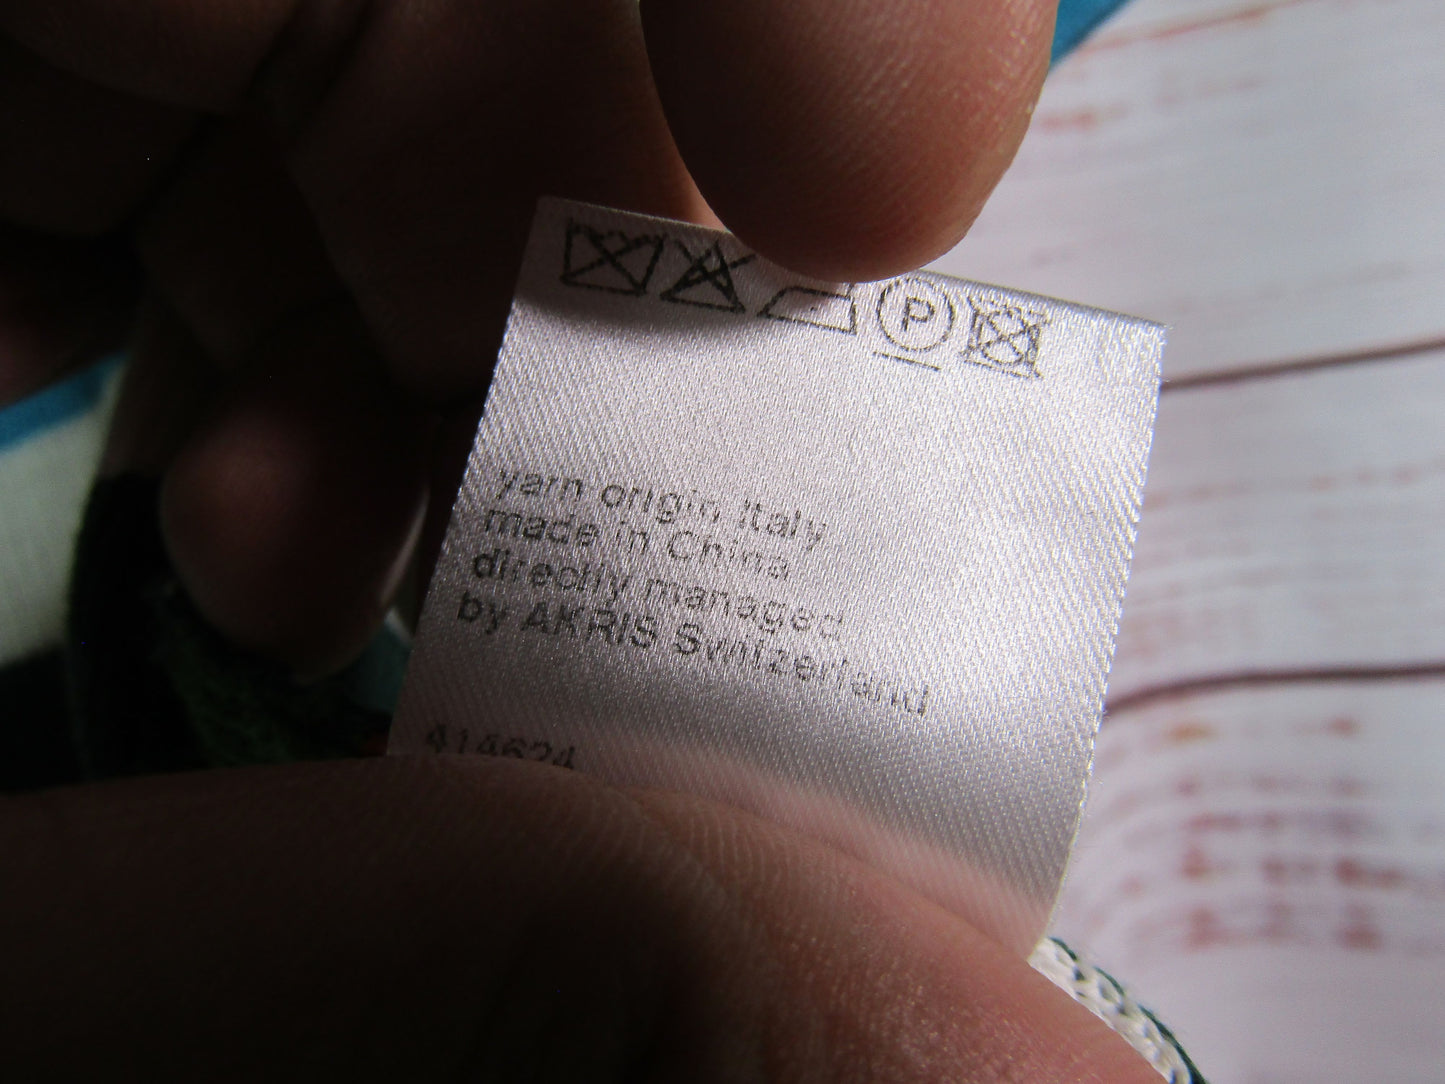 P
yarn origin Italy
made in China
directly managed
by AKRIS Switzerland
414624